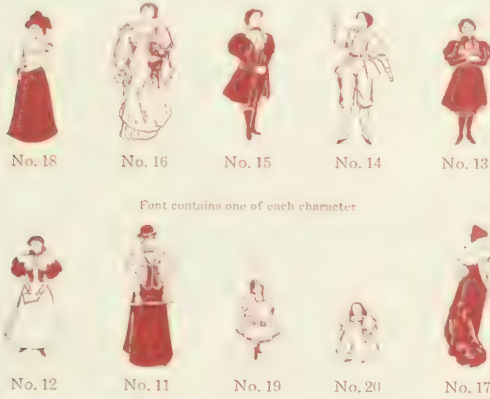 No. 18 No. 16 No. 15 No. 14 No. 13
Font contains one of each character
No. 12 No. 11 No. 19 No. 20 No. 17